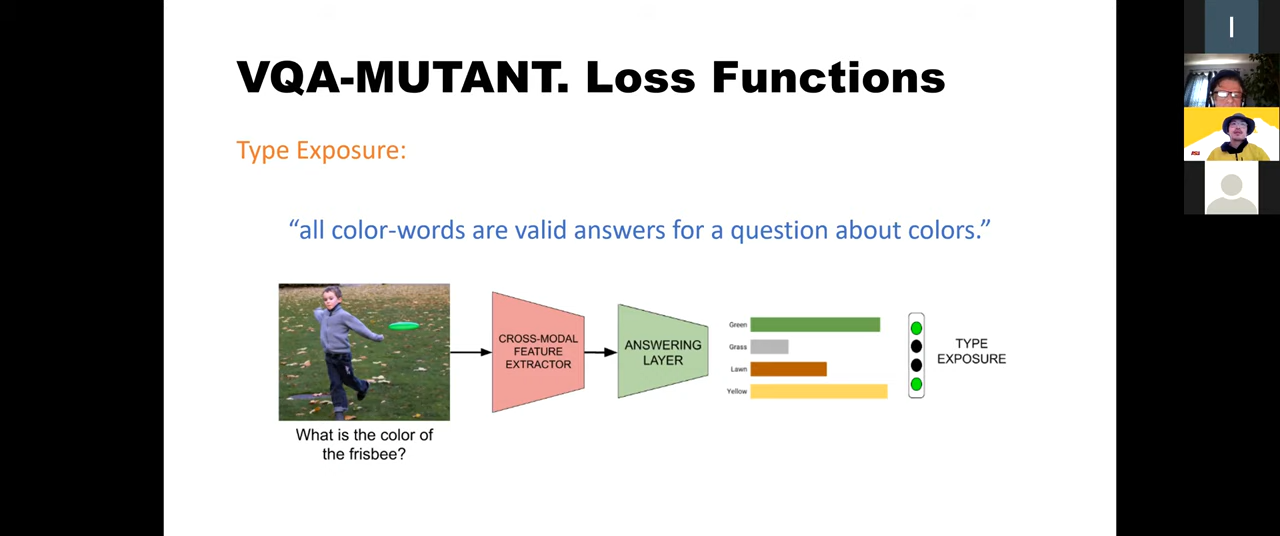 VQA-MUTANT. Loss Functions
Type Exposure:
“all color-words are valid answers for a question about colors.”
CROSS-MODAL
FEATURE
EXTRACTOR
ANSWERING
LAYER
Green
Grass
Lawn
Yellow
TYPE
EXPOSURE
What is the color of
the frisbee?
I
ASU